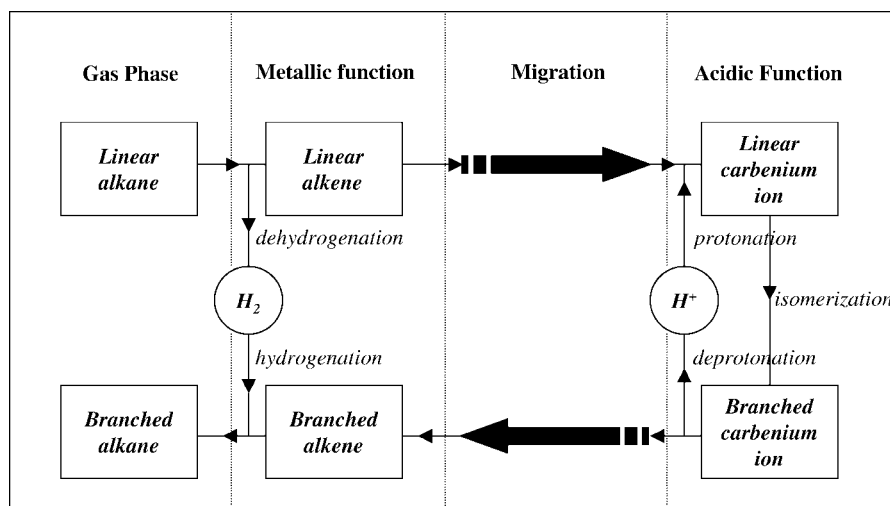 Gas Phase
Metallic function
Migration
Acidic Function
Linear
alkane
Linear
alkene
Linear
carbenium
ion
dehydrogenation
protonation
H2
H+
isomerization
hydrogenation
deprotonation
Branched
alkane
Branched
alkene
Branched
carbenium
ion